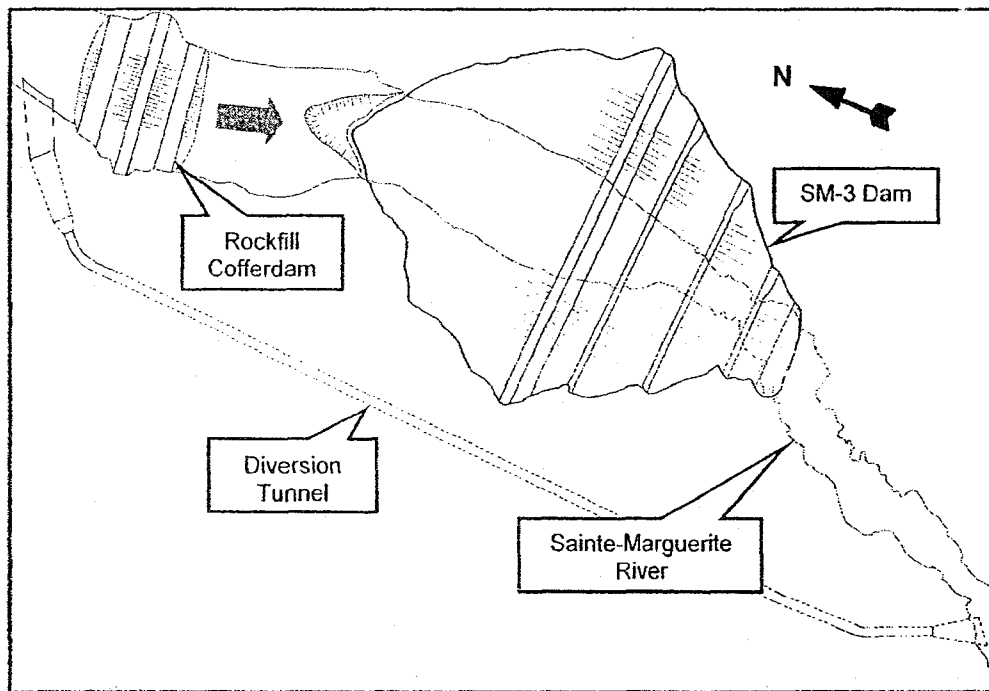 N
SM-3 Dam
Rockfill
Cofferdam
Diversion
Tunnel
Sainte-Marguerite
River